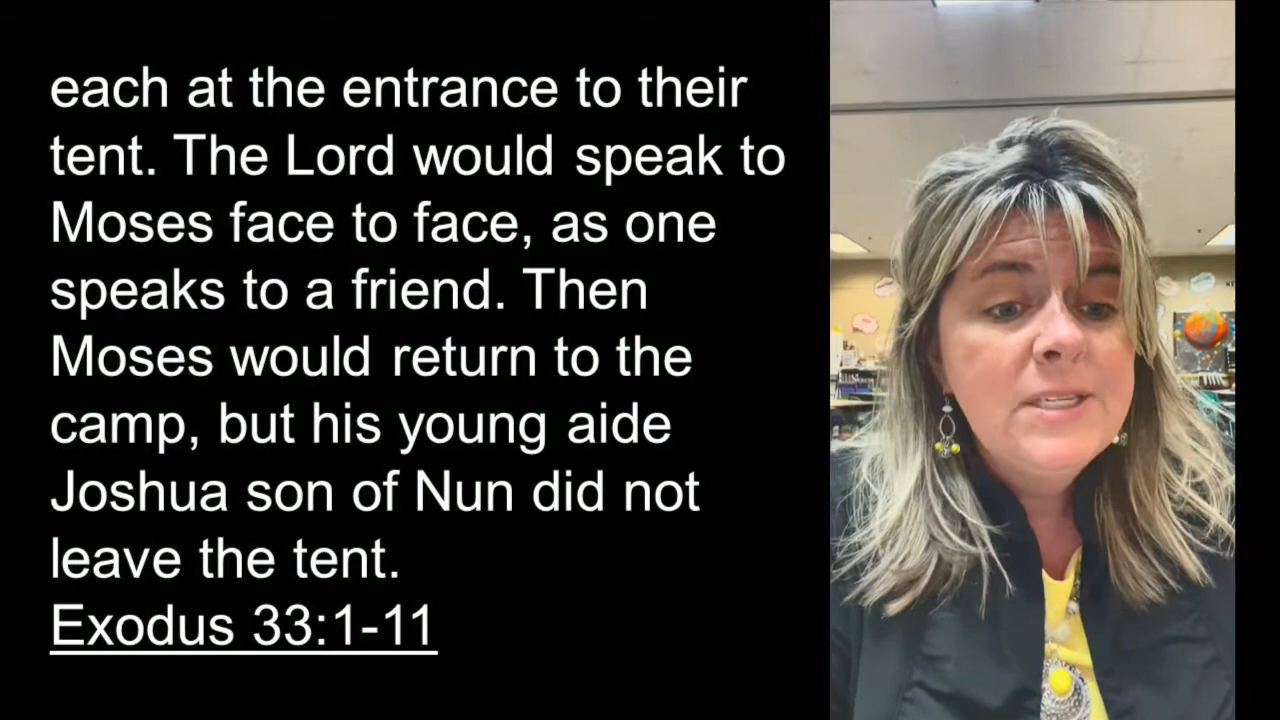 each at the entrance to their
tent. The Lord would speak to
Moses face to face, as one
speaks to a friend. Then
Moses would return to the
camp, but his young aide
Joshua son of Nun did not
leave the tent.
Exodus 33:1-11